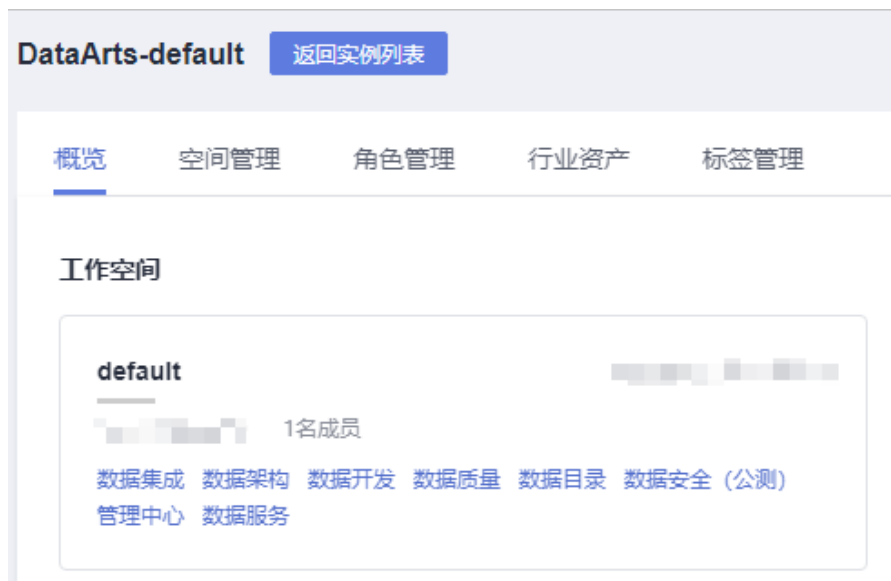 DataArts-default 返回实例列表
概览 空间管理 角色管理 行业资产 标签管理
工作空间
default
1名成员
数据集成 数据架构 数据开发 数据质量 数据目录 数据安全（公测）
管理中心 数据服务